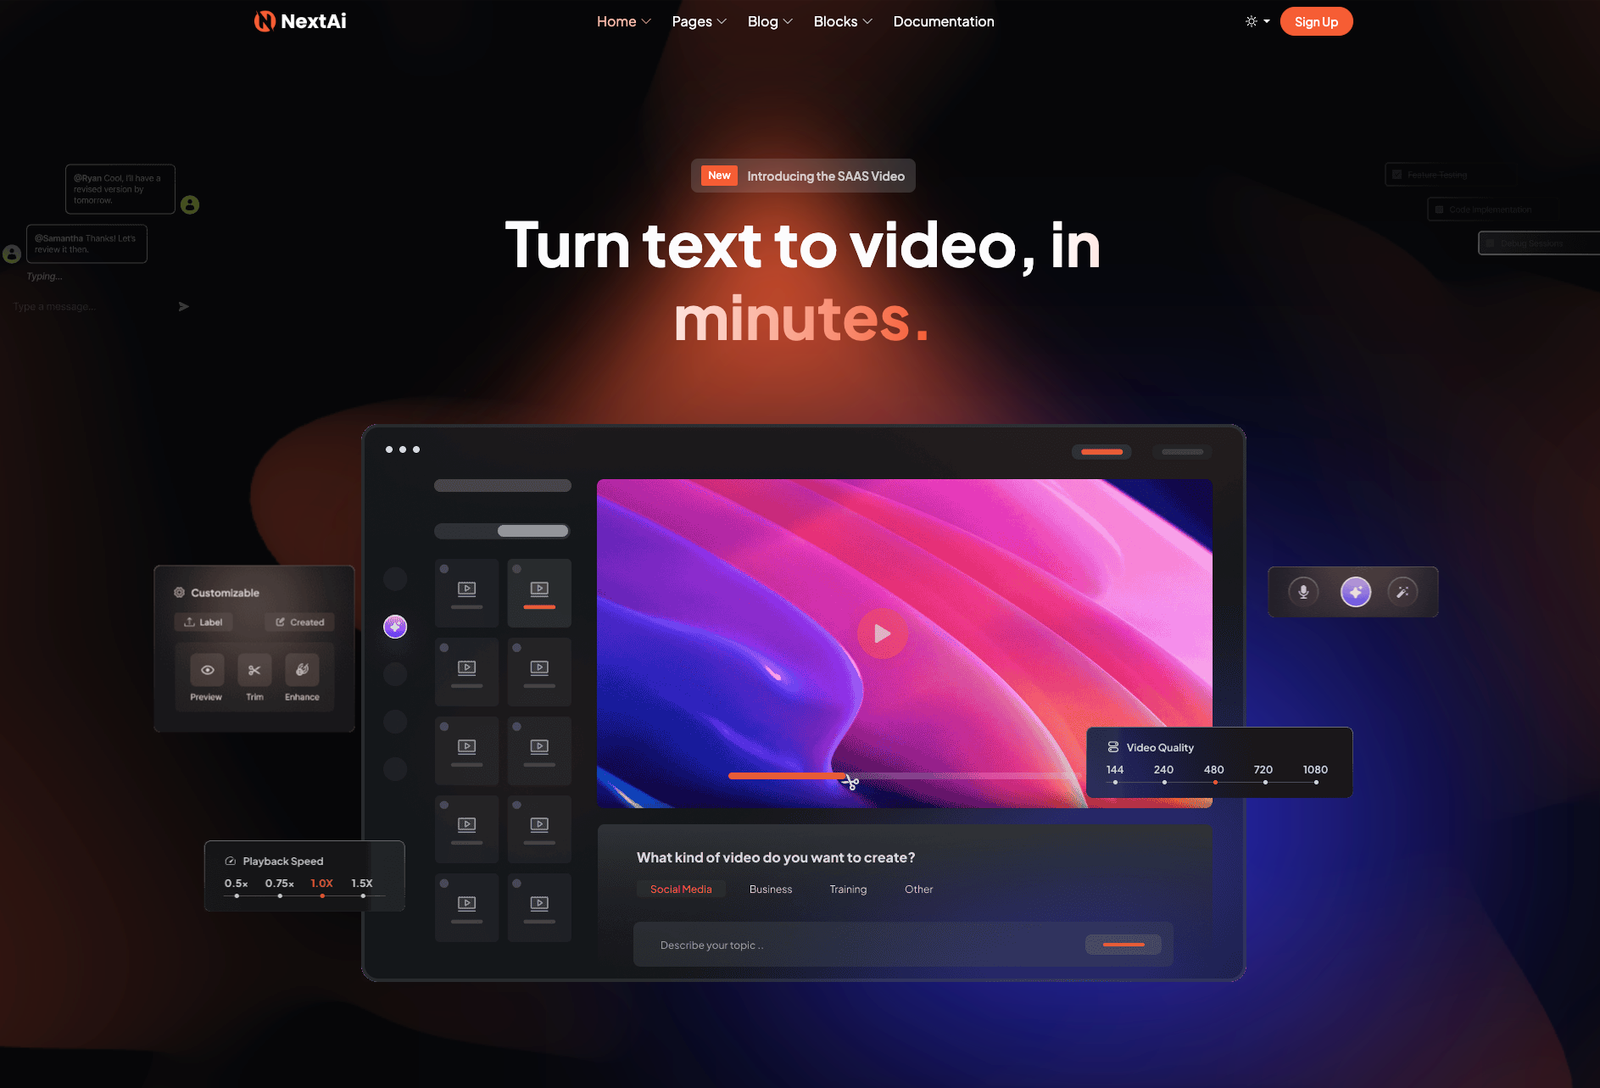 NextAi
Home
Pages
Blog
Blocks
Documentation
Sign Up
@Ryan Cool, I'll have a
revised version by
tomorrow.
@Samantha Thanks! Let's
review it then.
Typing...
Type a message...
New
Introducing the SAAS Video
Code Implementation
Turn text to video, in
minutes.
Customizable
Label
Created
Preview
Trim
Enhance
Video Quality
144
240
480
720
1080
Playback Speed
0.5x
0.75x
1.0X
1.5X
What kind of video do you want to create?
Social Media
Business
Training
Other
Describe your topic ..